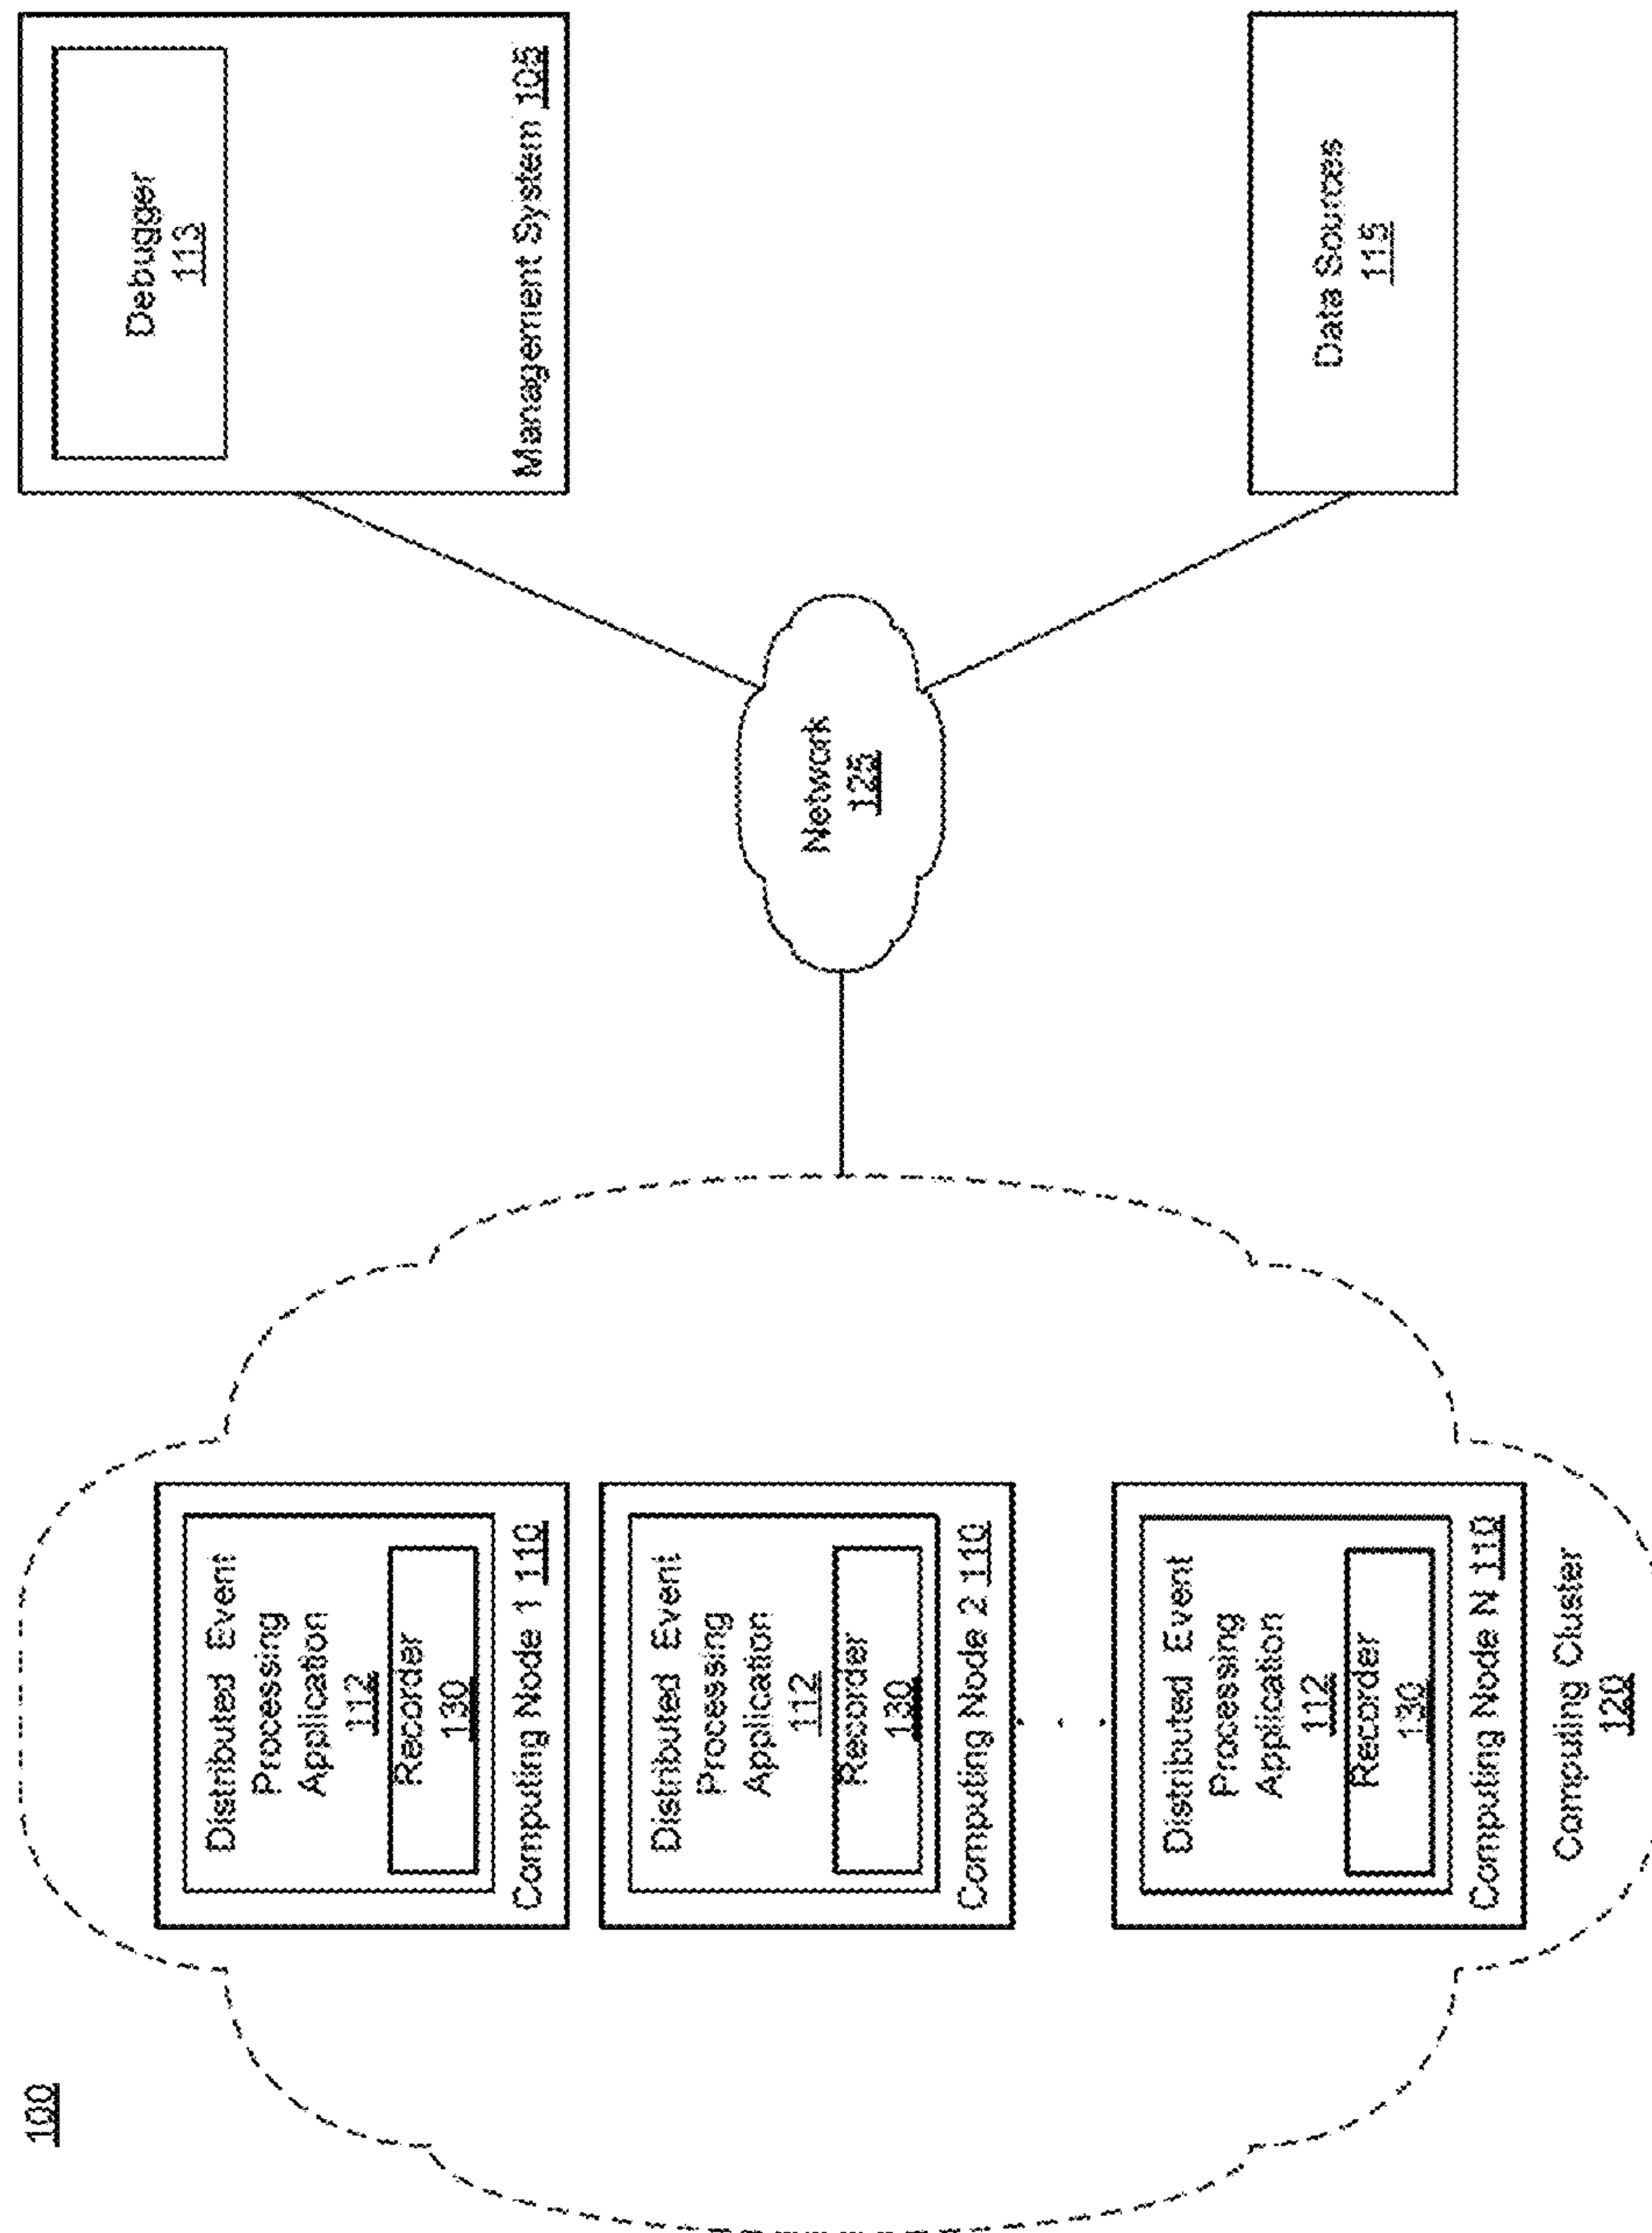 100
Distributed Event
Processing
Application
112
Recorder
130
Computing Node 1 110
Distributed Event
Processing
Application
112
Recorder
130
Computing Node 2 110
. . .
Distributed Event
Processing
Application
112
Recorder
130
Computing Node N 110
Computing Cluster
120
Network
125
Debugger
113
Management System 105
Data Sources
115